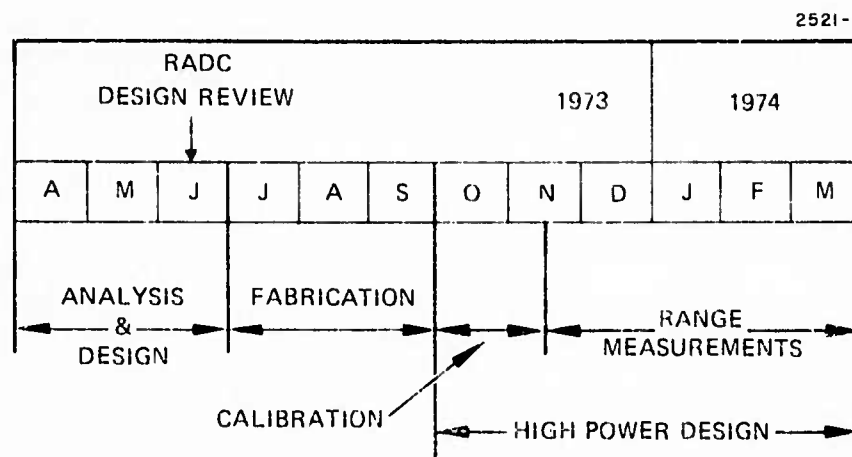 2521-
RADC
DESIGN REVIEW
1973 1974
A M J J A S O N D J F M
ANALYSIS
&
DESIGN
FABRICATION
RANGE
MEASUREMENTS
CALIBRATION
HIGH POWER DESIGN